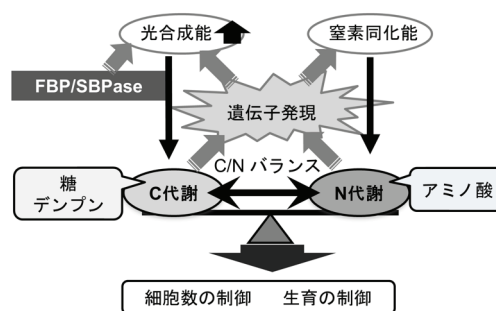 光合成能
窒素同化能
FBP/SBPase
遺伝子発現
C/N バランス
糖
デンプン
C代謝
N代謝
アミノ酸
細胞数の制御 生育の制御